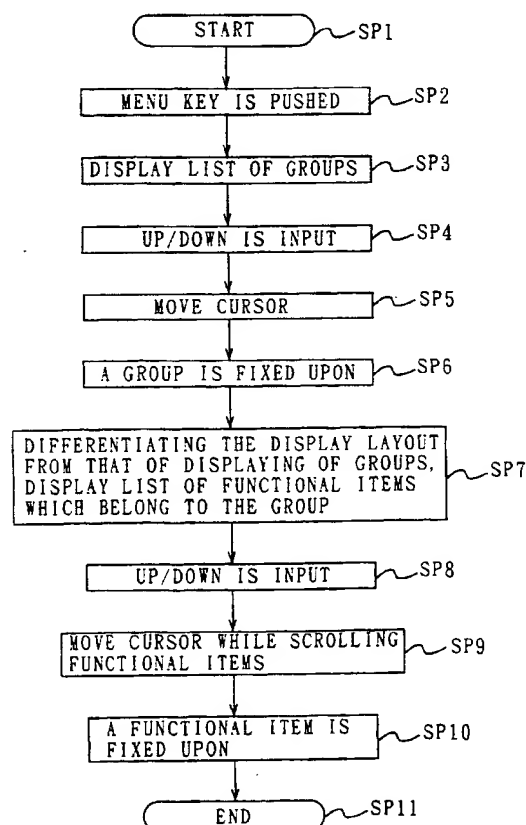 START SP1
MENU KEY IS PUSHED SP2
DISPLAY LIST OF GROUPS SP3
UP/DOWN IS INPUT SP4
MOVE CURSOR SP5
A GROUP IS FIXED UPON SP6
DIFFERENTIATING THE DISPLAY LAYOUT
FROM THAT OF DISPLAYING OF GROUPS,
DISPLAY LIST OF FUNCTIONAL ITEMS
WHICH BELONG TO THE GROUP
SP7
UP/DOWN IS INPUT SP8
MOVE CURSOR WHILE SCROLLING
FUNCTIONAL ITEMS
SP9
A FUNCTIONAL ITEM IS
FIXED UPON
SP10
END SP11